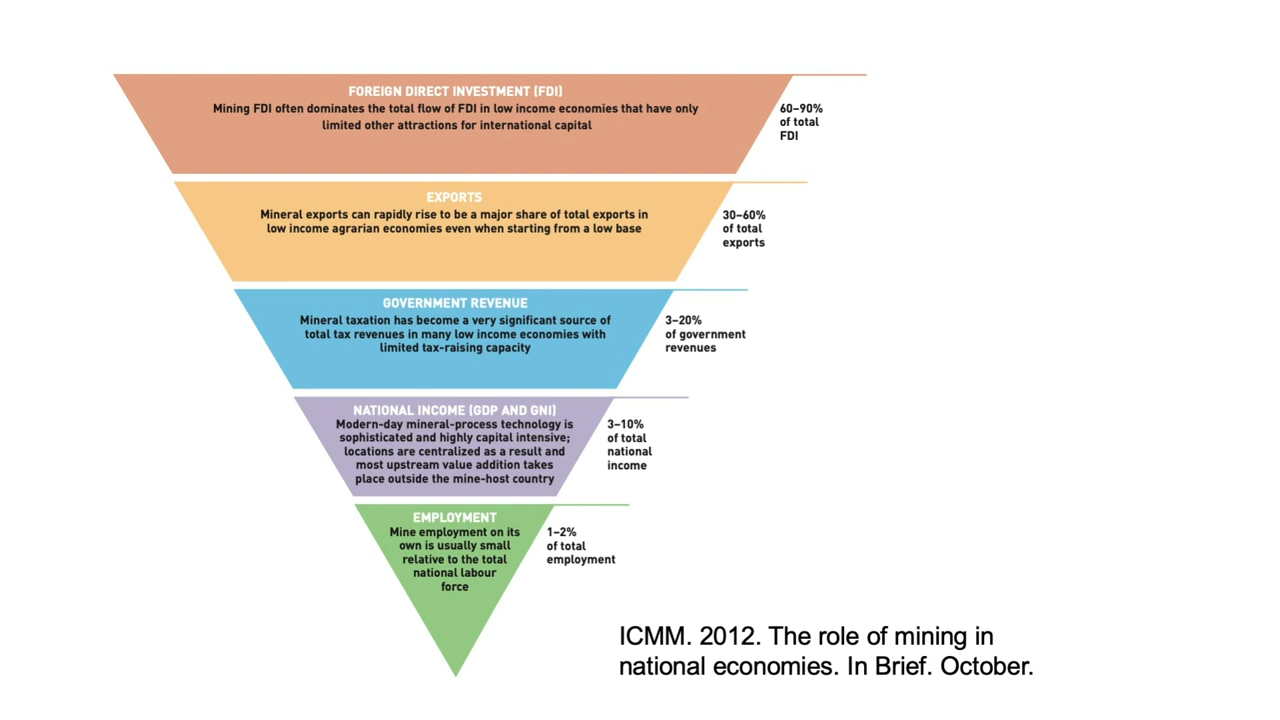 FOREIGN DIRECT INVESTMENT (FDI)
Mining FDI often dominates the total flow of FDI in low income economies that have only
limited other attractions for international capital
60–90%
of total
FDI
EXPORTS
Mineral exports can rapidly rise to be a major share of total exports in
low income agrarian economies even when starting from a low base
30–60%
of total
exports
GOVERNMENT REVENUE
Mineral taxation has become a very significant source of
total tax revenues in many low income economies with
limited tax-raising capacity
3–20%
of government
revenues
NATIONAL INCOME (GDP AND GNI)
Modern-day mineral-process technology is
sophisticated and highly capital intensive;
locations are centralized as a result and
most upstream value addition takes
place outside the mine-host country
3–10%
of total
national
income
EMPLOYMENT
Mine employment on its
own is usually small
relative to the total
national labour
force
1–2%
of total
employment
ICMM. 2012. The role of mining in
national economies. In Brief. October.